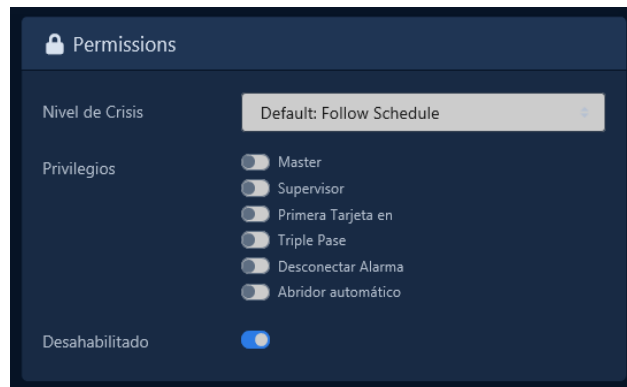 Permissions
Nivel de Crisis
Default: Follow Schedule
Privilegios
Master
Supervisor
Primera Tarjeta en
Triple Pase
Desconectar Alarma
Abridor automático
Desahabilitado